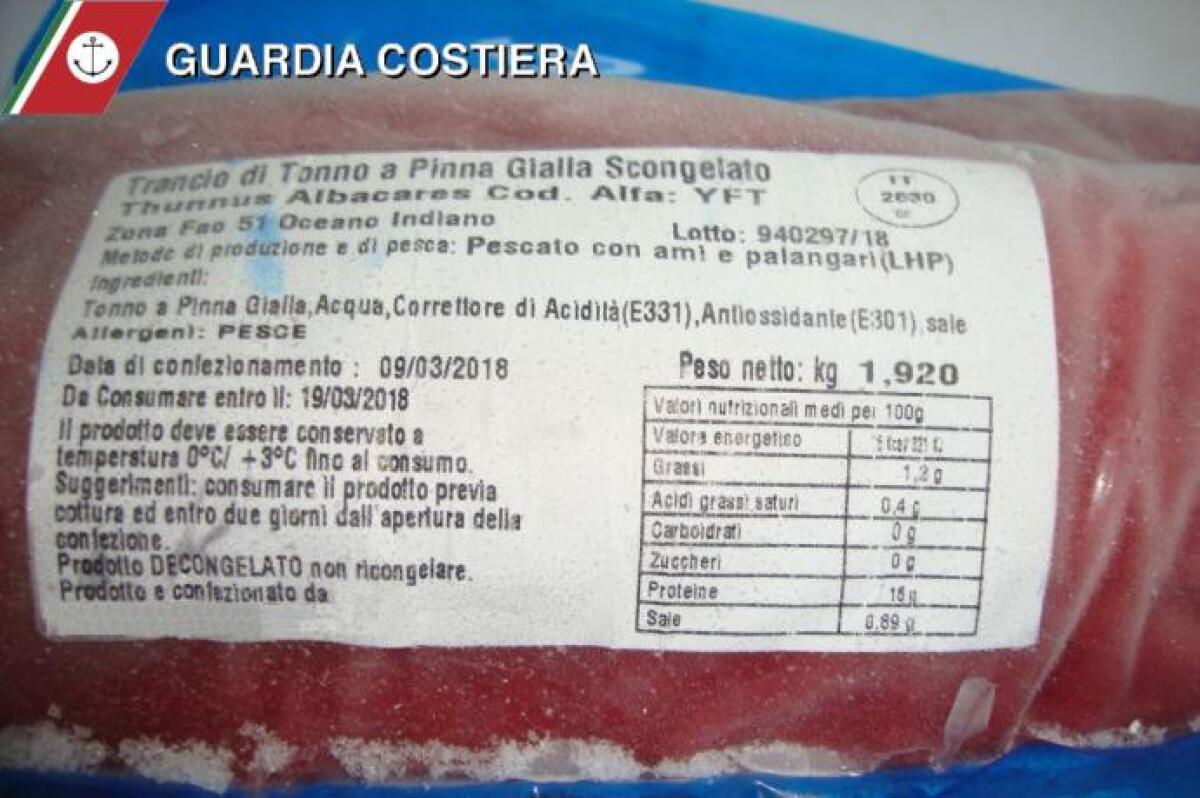 GUARDIA COSTIERA
Trancio di Tonno a Pinna Gialla Scongelato
Thunnus Albacares Cod. Alfa: YFT
IT
2630
CE
Zona Fao 51 Oceano Indiano
Lotto: 940297/18
Metodo di produzione e di pesca: Pescato con ami e palangari(LHP)
Ingredienti:
Tonno a Pinna Gialla,Acqua,Correttore di Acidità(E331),Antiossidante(E301),sale
Allergeni: PESCE
Data di confezionamento : 09/03/2018
Da Consumare entro il: 19/03/2018
Il prodotto deve essere conservato a
temperstura 0°C/ +3°C fino al consumo.
Suggerimenti: consumare il prodotto previa
cottura ed entro due giorni dall'apertura della
confezione.
Prodotto DECONGELATO non ricongelare.
Prodotto e confezionato da
Peso netto: kg 1,920
Valori nutrizionali medi per 100g
Valore energetico
Grassi 1,2 g
Acidi grassi saturi 0,4 g
Carboidrati 0 g
Zuccheri 0 g
Proteine 16 g
Sale 0,89 g